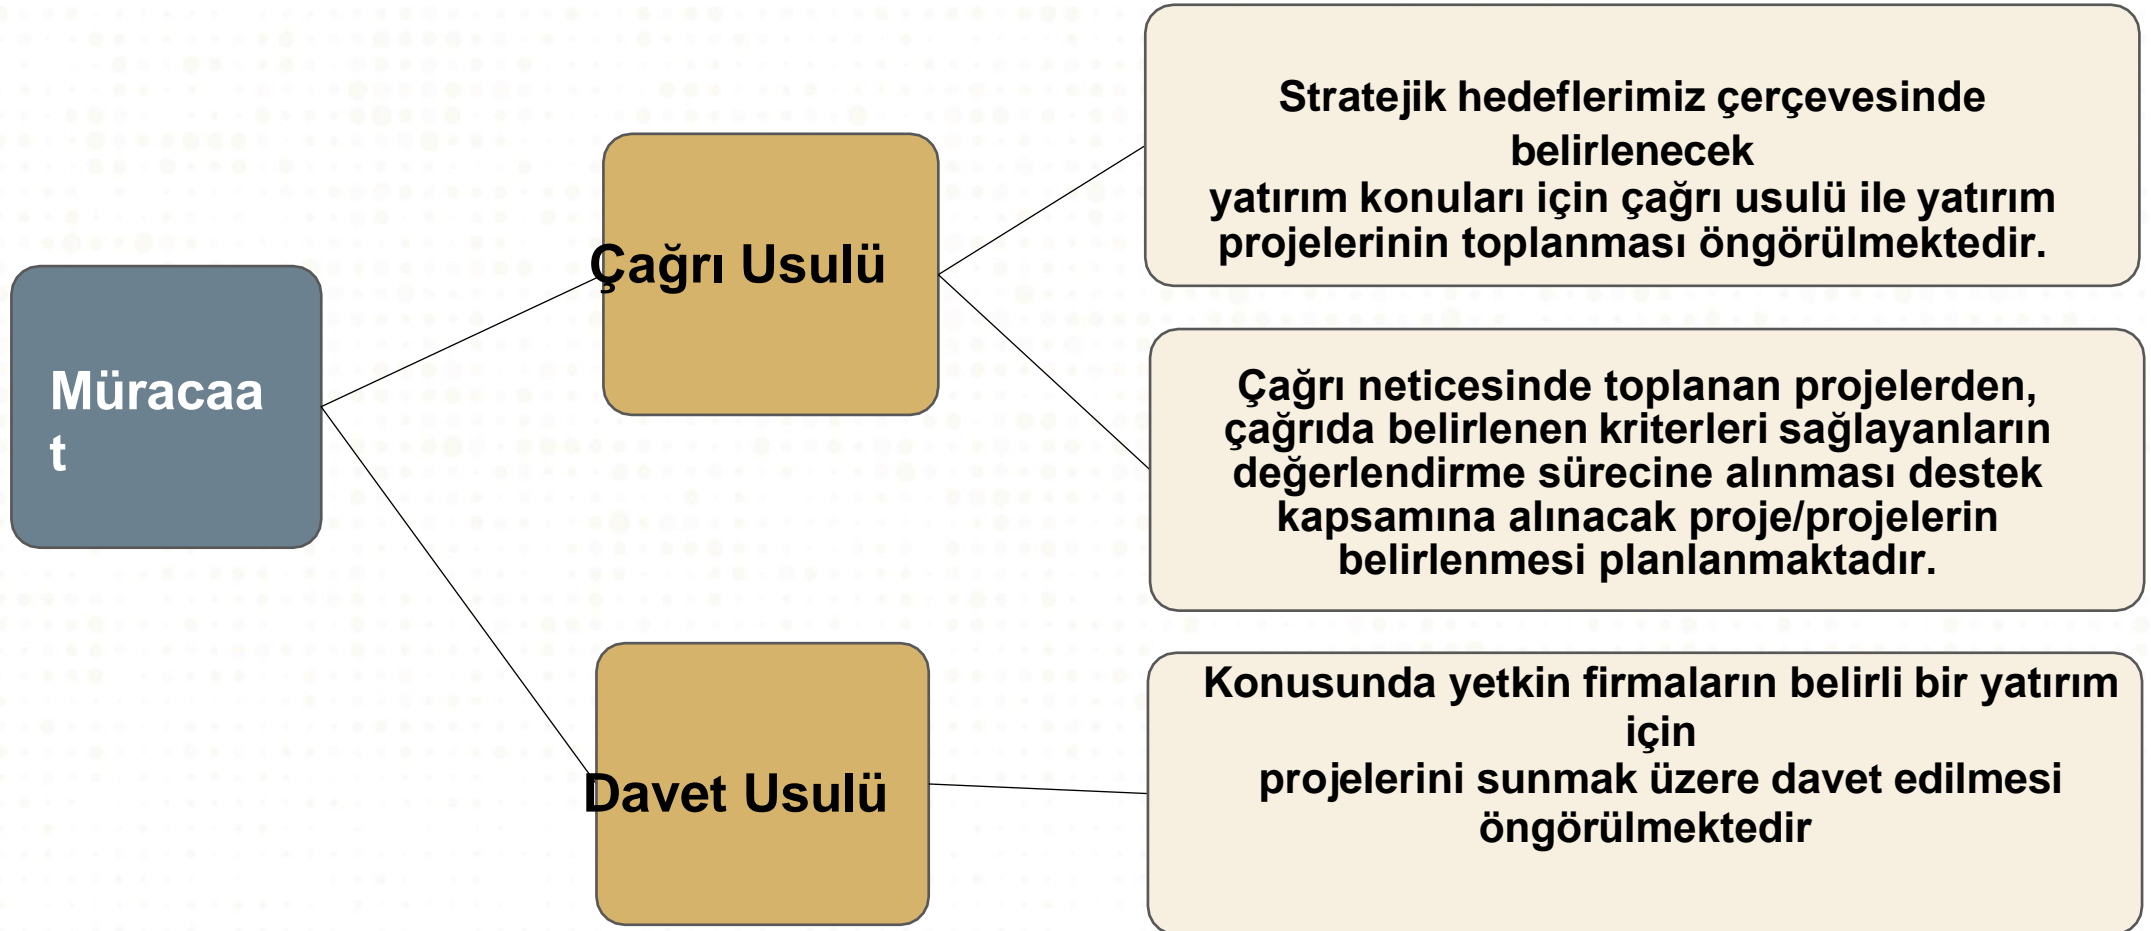 Müracaa
t
Çağrı Usulü
Stratejik hedeflerimiz çerçevesinde
belirlenecek
yatırım konuları için çağrı usulü ile yatırım
projelerinin toplanması öngörülmektedir.
Çağrı neticesinde toplanan projelerden,
çağrıda belirlenen kriterleri sağlayanların
değerlendirme sürecine alınması destek
kapsamına alınacak proje/projelerin
belirlenmesi planlanmaktadır.
Davet Usulü
Konusunda yetkin firmaların belirli bir yatırım
için
projelerini sunmak üzere davet edilmesi
öngörülmektedir